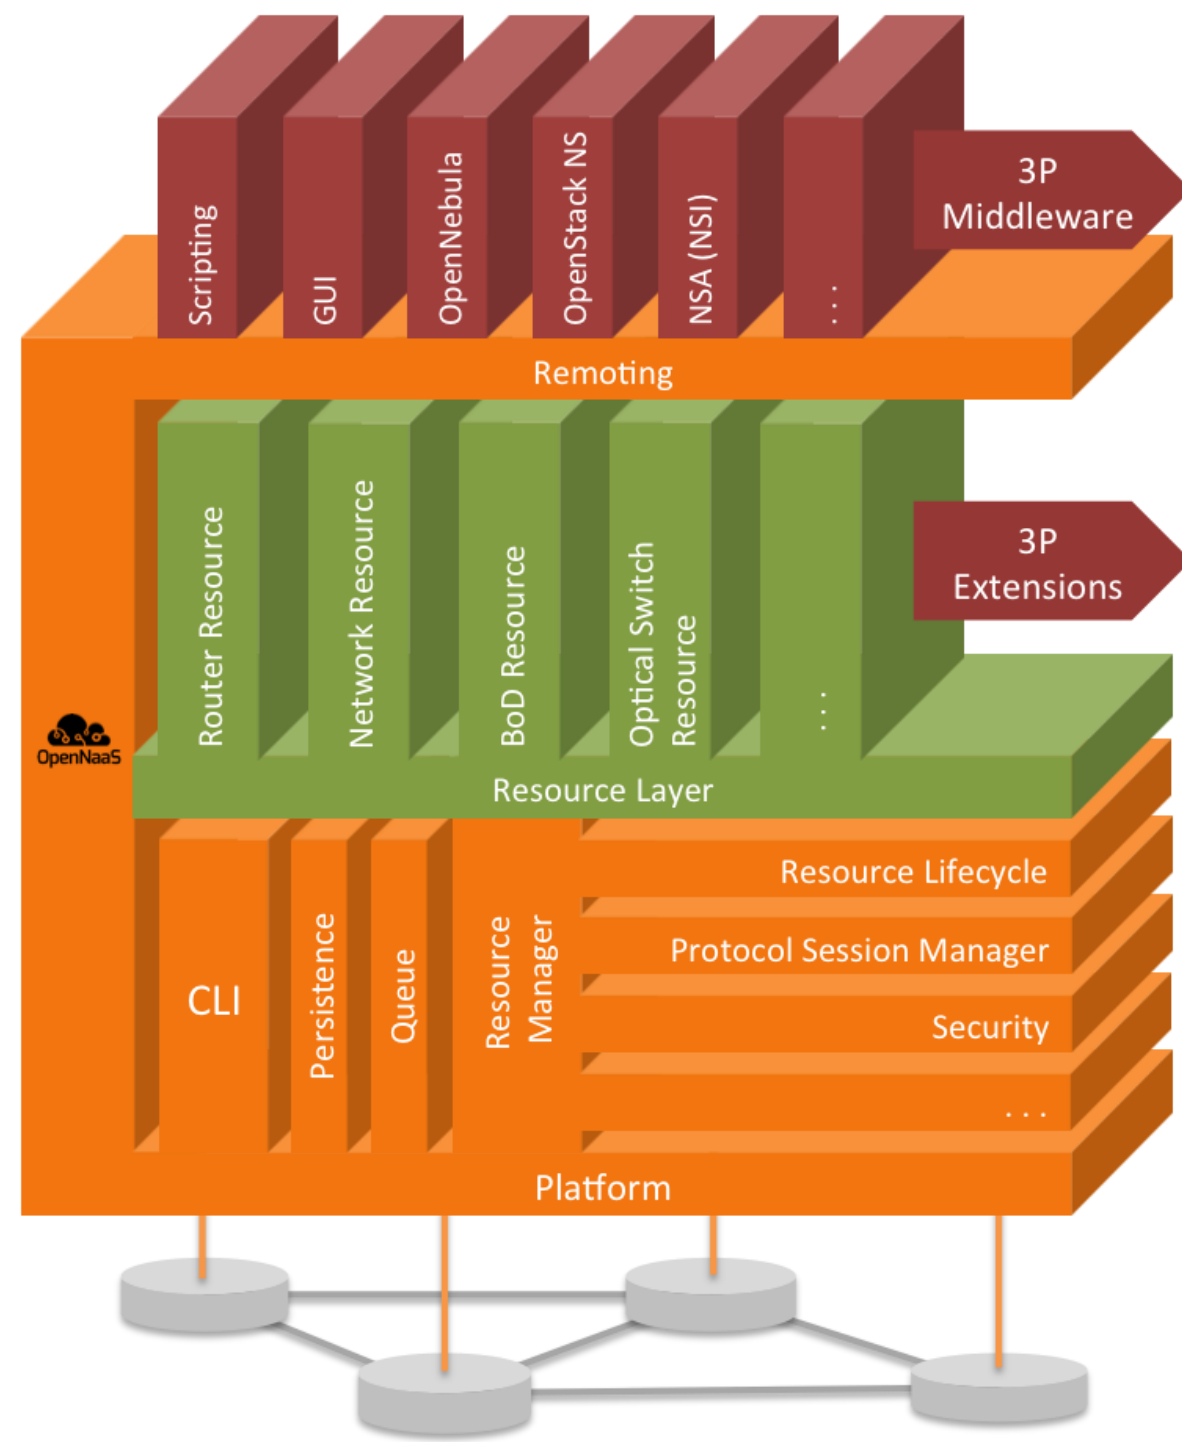 Scripting
GUI
OpenNebula
OpenStack NS
NSA (NSI)
. . .
3P
Middleware
Remoting
Router Resource
Network Resource
BoD Resource
Optical Switch
Resource
. . .
3P
Extensions
OpenNaaS
Resource Layer
CLI
Persistence
Queue
Resource
Manager
Resource Lifecycle
Protocol Session Manager
Security
. . .
Platform